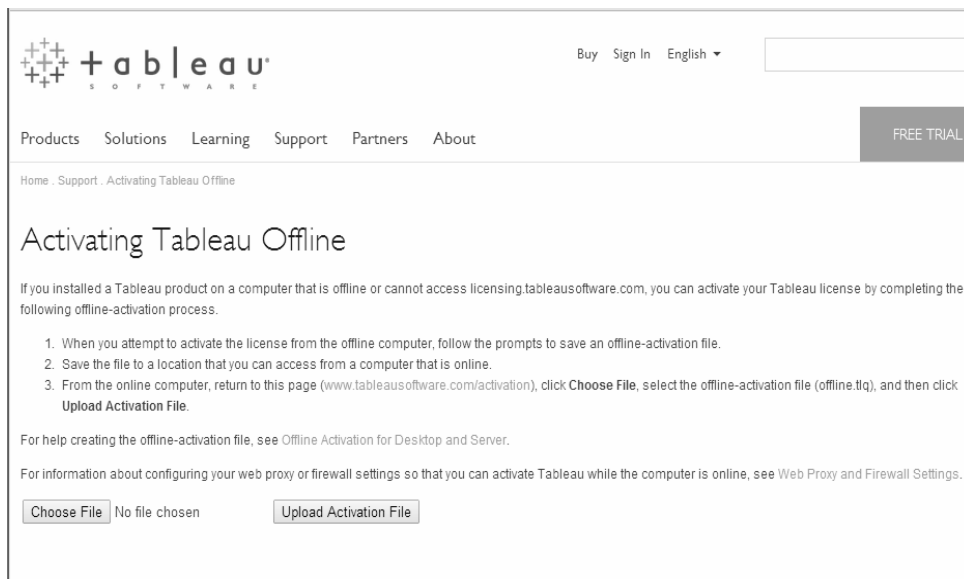 Buy Sign In English
+ a b l e a u
S O F T W A R E
Products Solutions Learning Support Partners About
FREE TRIAL
Home . Support . Activating Tableau Offline
Activating Tableau Offline
If you installed a Tableau product on a computer that is offline or cannot access licensing.tableausoftware.com, you can activate your Tableau license by completing the
following offline-activation process.
1. When you attempt to activate the license from the offline computer, follow the prompts to save an offline-activation file.
2. Save the file to a location that you can access from a computer that is online.
3. From the online computer, return to this page (www.tableausoftware.com/activation), click Choose File, select the offline-activation file (offline.tlq), and then click
Upload Activation File.
For help creating the offline-activation file, see Offline Activation for Desktop and Server.
For information about configuring your web proxy or firewall settings so that you can activate Tableau while the computer is online, see Web Proxy and Firewall Settings.
Choose File No file chosen Upload Activation File